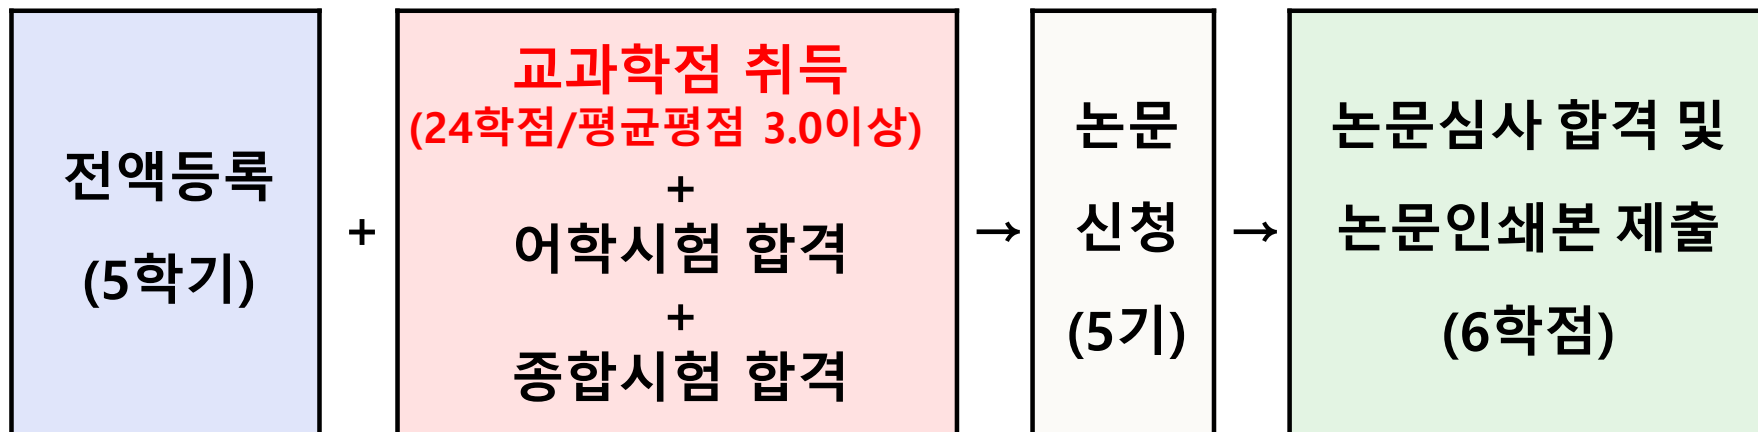 전액등록
(5학기)
+
교과학점 취득
(24학점/평균평점 3.0이상)
+
어학시험 합격
+
종합시험 합격
→
논문
신청
(5기)
→
논문심사 합격 및
논문인쇄본 제출
(6학점)